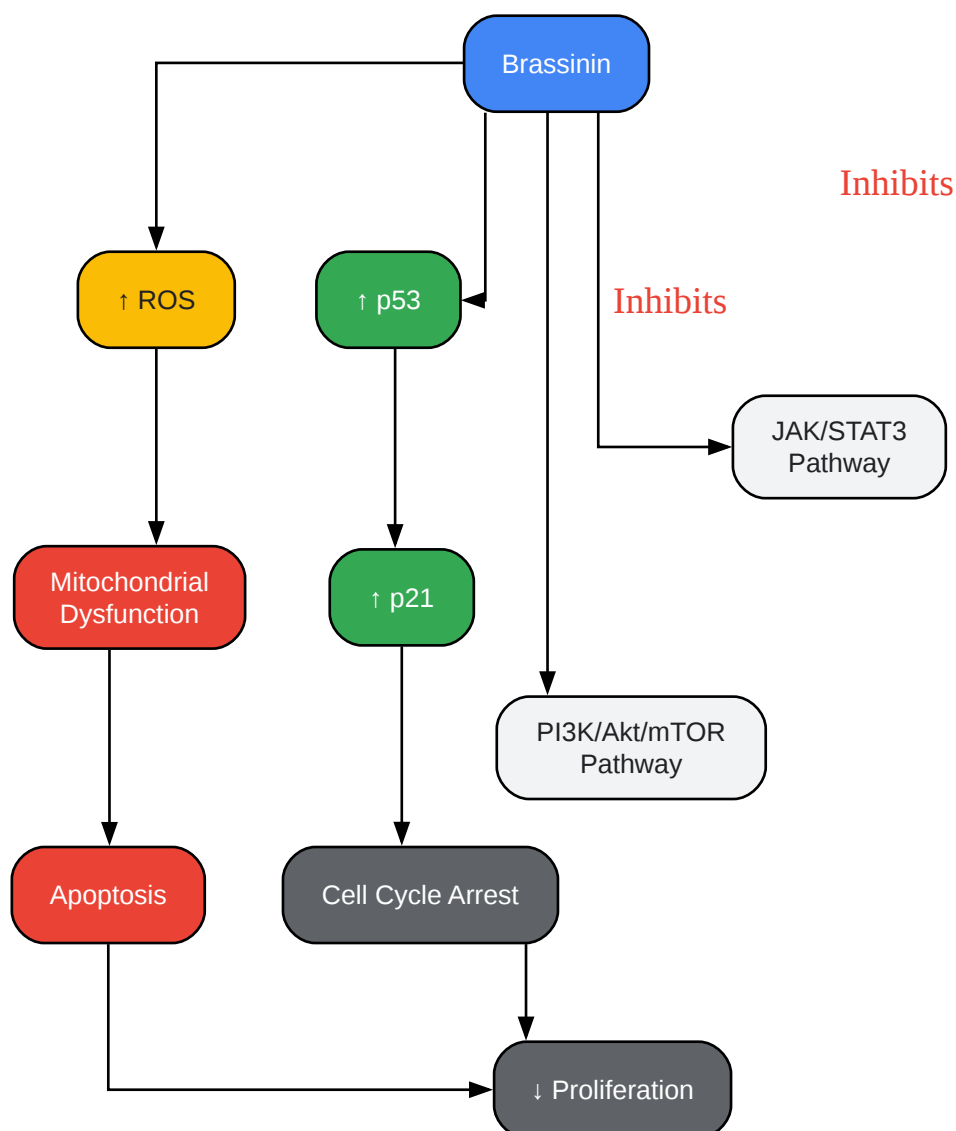 Brassinin
Inhibits
↑ ROS
↑ p53
Inhibits
JAK/STAT3
Pathway
Mitochondrial
Dysfunction
↑ p21
PI3K/Akt/mTOR
Pathway
Apoptosis
Cell Cycle Arrest
↓ Proliferation